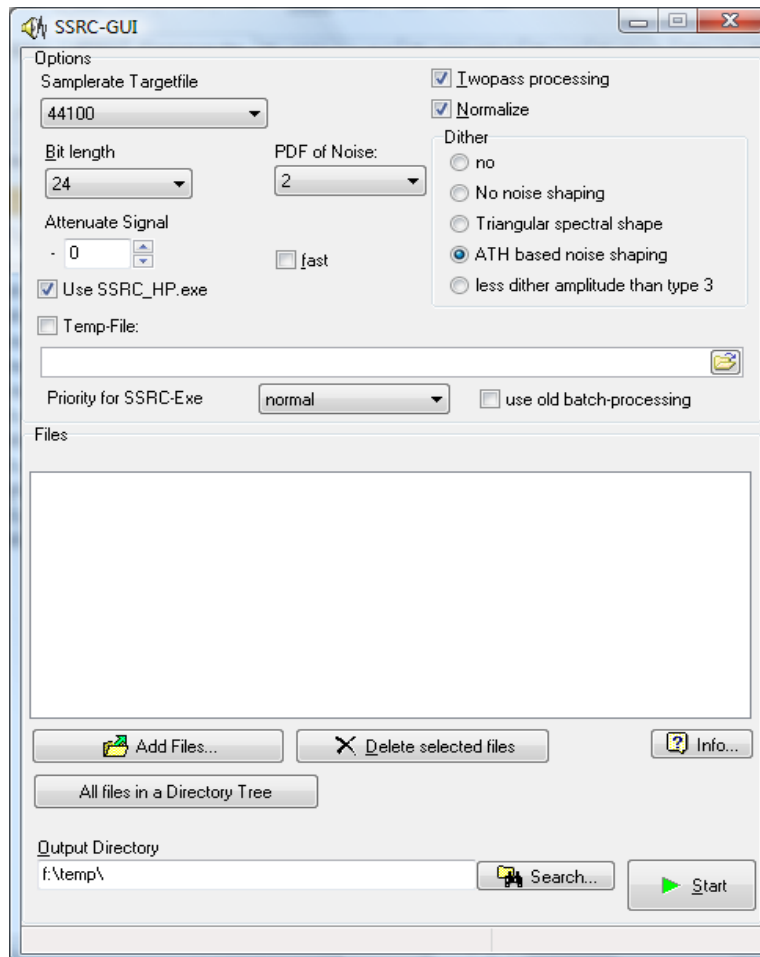 SSRC-GUI
Options
Samplerate Targetfile
44100
Twopass processing
Normalize
Bit length
24
PDF of Noise:
2
Dither
no
No noise shaping
Triangular spectral shape
ATH based noise shaping
less dither amplitude than type 3
Attenuate Signal
- 0
fast
Use SSRC_HP.exe
Temp-File:
Priority for SSRC-Exe
normal
use old batch-processing
Files
Add Files...
Delete selected files
Info...
All files in a Directory Tree
Output Directory
f:\temp\
Search...
Start